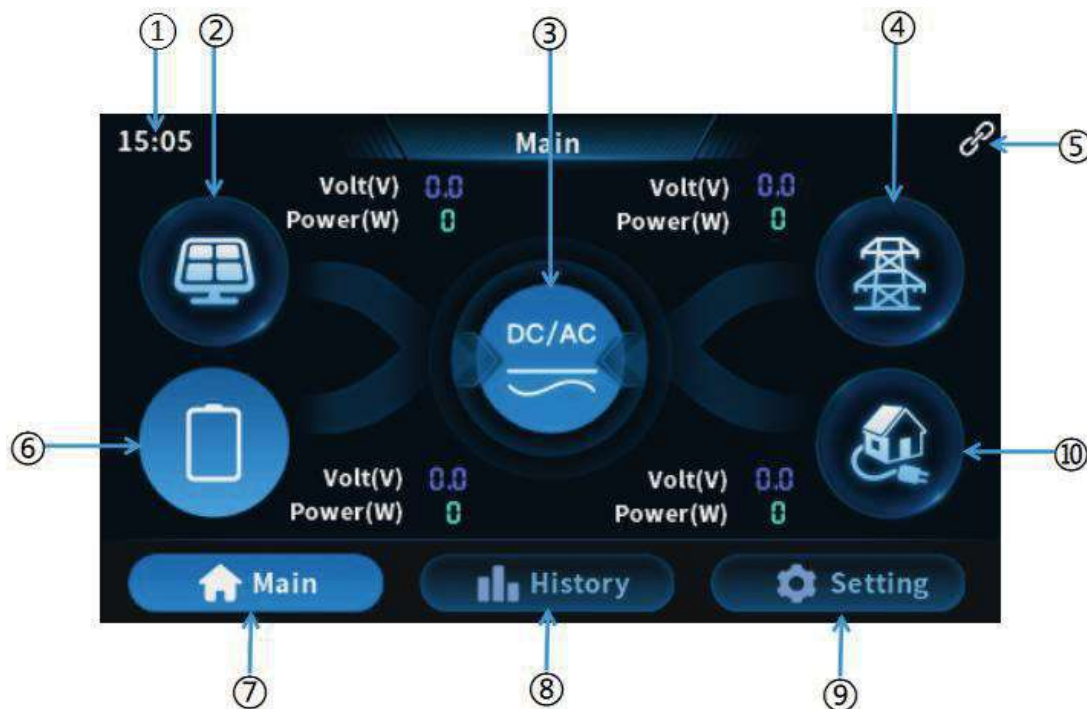 ① ② ③ ④
15:05 Main ⑤
Volt(V) 0.0 Volt(V) 0.0
Power(W) 0 Power(W) 0
DC/AC
⑥ ⑩
Volt(V) 0.0 Volt(V) 0.0
Power(W) 0 Power(W) 0
Main History Setting
⑦ ⑧ ⑨